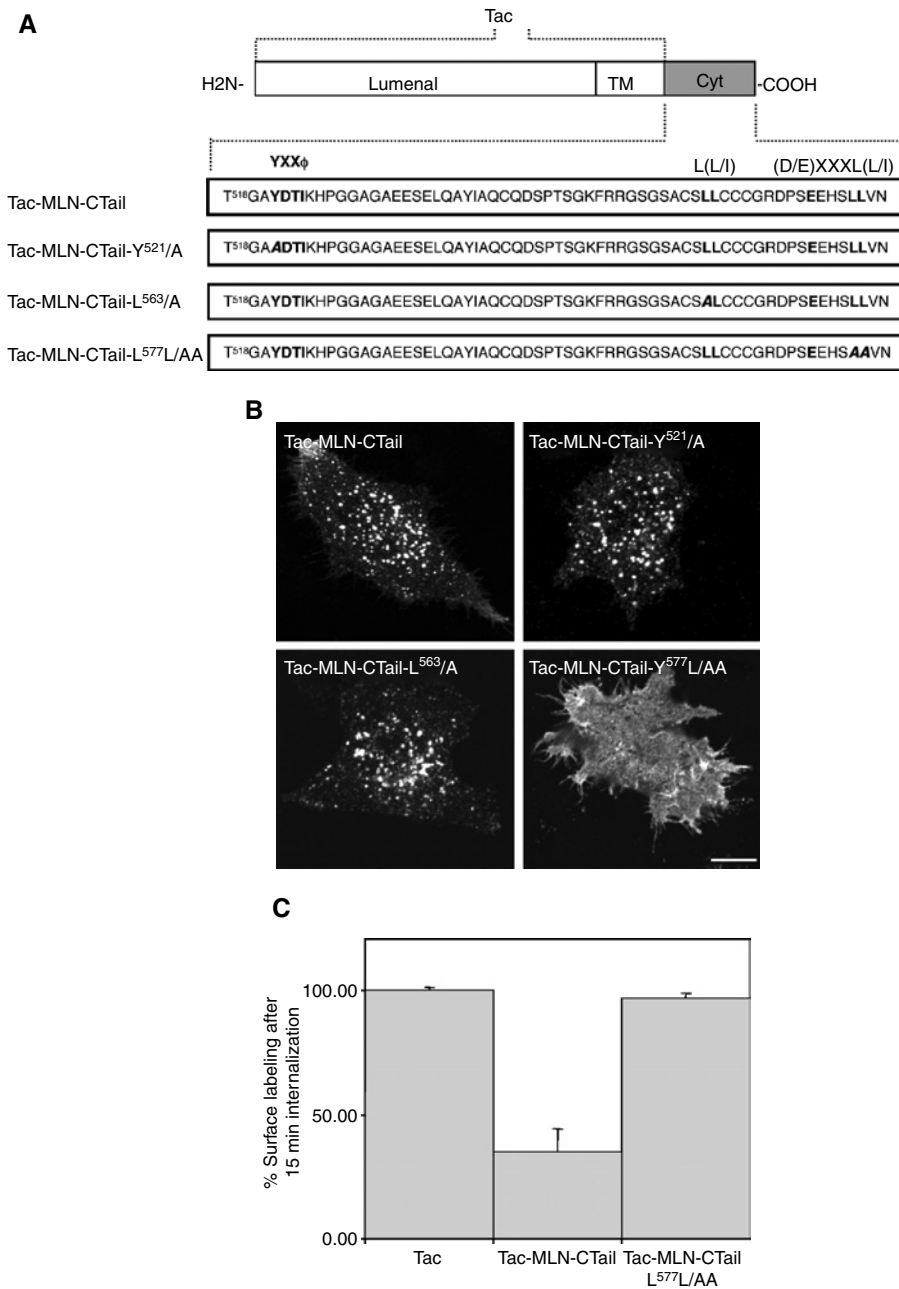 A
Tac
H2N- Lumenal TM Cyt -COOH
YXXϕ L(L/I) (D/E)XXXL(L/I)
Tac-MLN-CTail T⁵¹⁸GAYDTIKHPGGAGAEESELQAYIAQCQDSPTSGKFRRGSGSACSLLCCCGRDPSEEHSLLVN
Tac-MLN-CTail-Y⁵²¹/A T⁵¹⁸GAADTIKHPGGAGAEESELQAYIAQCQDSPTSGKFRRGSGSACSLLCCCGRDPSEEHSLLVN
Tac-MLN-CTail-L⁵⁶³/A T⁵¹⁸GAYDTIKHPGGAGAEESELQAYIAQCQDSPTSGKFRRGSGSACSALCCCGRDPSEEHSLLVN
Tac-MLN-CTail-L⁵⁷⁷L/AA T⁵¹⁸GAYDTIKHPGGAGAEESELQAYIAQCQDSPTSGKFRRGSGSACSLLCCCGRDPSEEHSAAVN
B
Tac-MLN-CTail Tac-MLN-CTail-Y⁵²¹/A
Tac-MLN-CTail-L⁵⁶³/A Tac-MLN-CTail-Y⁵⁷⁷L/AA
C
% Surface labeling after
15 min internalization
100.00
50.00
0.00
Tac Tac-MLN-CTail Tac-MLN-CTail
L⁵⁷⁷L/AA